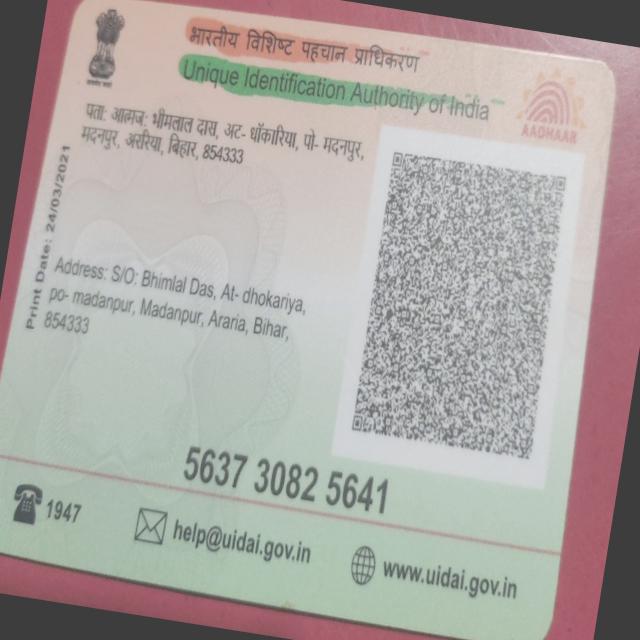 भारतीय विशिष्ट पहचान प्राधिकरण
Unique Identification Authority of India
AADHAAR
पता: आत्मज: भीमलाल दास, अट- धोकारिया, पो- मदनपुर,
मदनपुर, अररिया, बिहार, 854333
Print Date: 24/03/2021
Address: S/O: Bhimlal Das, At- dhokariya,
po- madanpur, Madanpur, Araria, Bihar,
854333
5637 3082 5641
1947
help@uidai.gov.in
www.uidai.gov.in